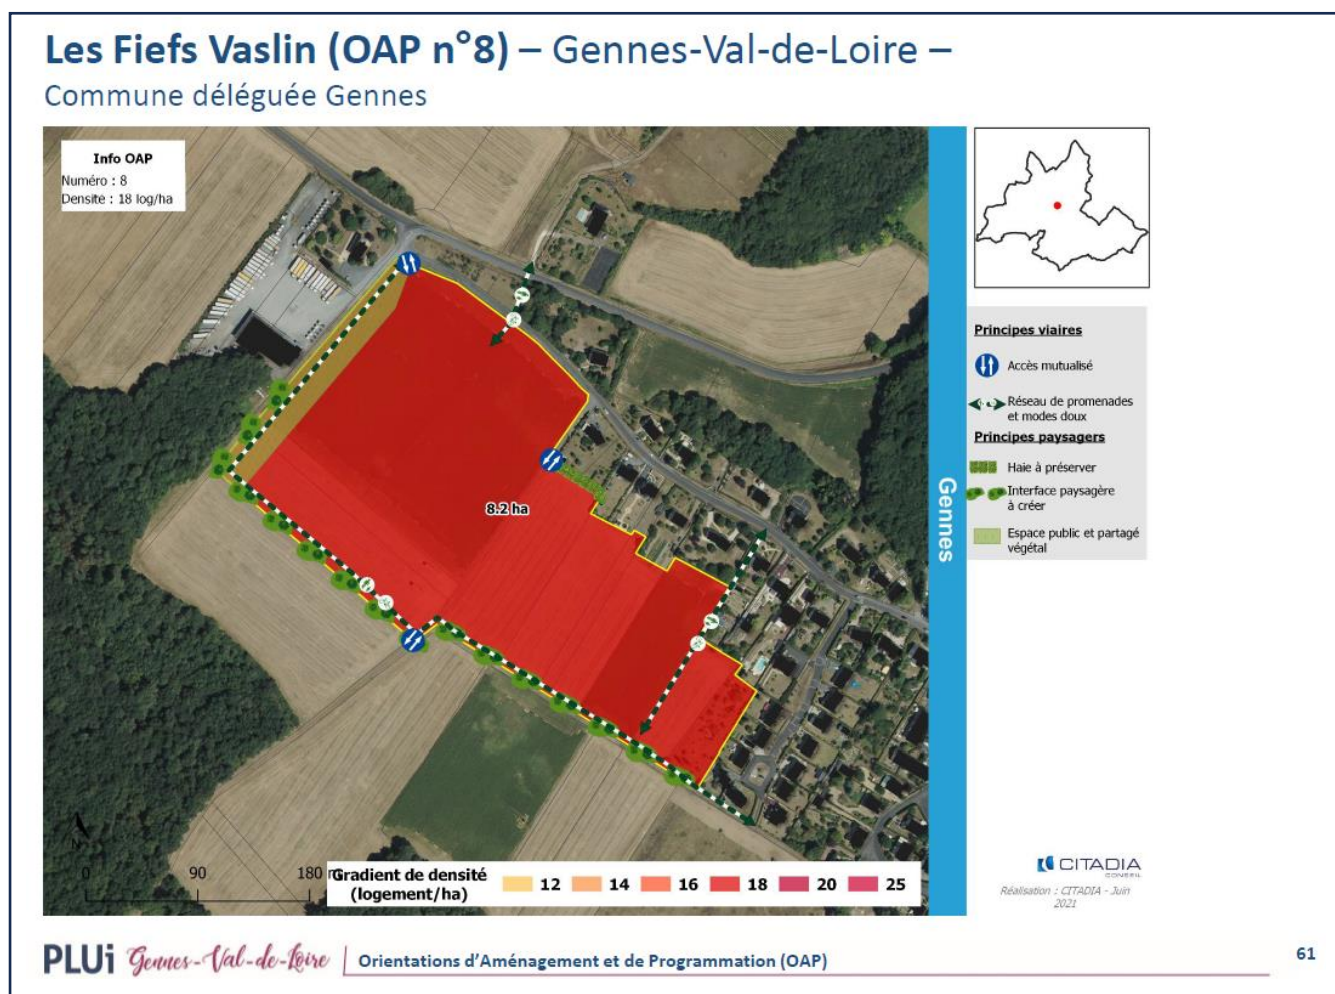 Les Fiefs Vaslin (OAP n°8) – Gennes-Val-de-Loire –
Commune déléguée Gennes
Info OAP
Numéro : 8
Densite : 18 log/ha
8.2 ha
N
0 90 180 m
Gradient de densité
(logement/ha)
12 14 16 18 20 25
Gennes
Principes viaires
Accès mutualisé
Réseau de promenades
et modes doux
Principes paysagers
Haie à préserver
Interface paysagère
à créer
Espace public et partagé
végétal
CITADIA
CONSEIL
Réalisation : CITADIA - Juin
2021
PLUi Gennes-Val-de-Loire
Orientations d'Aménagement et de Programmation (OAP)
61